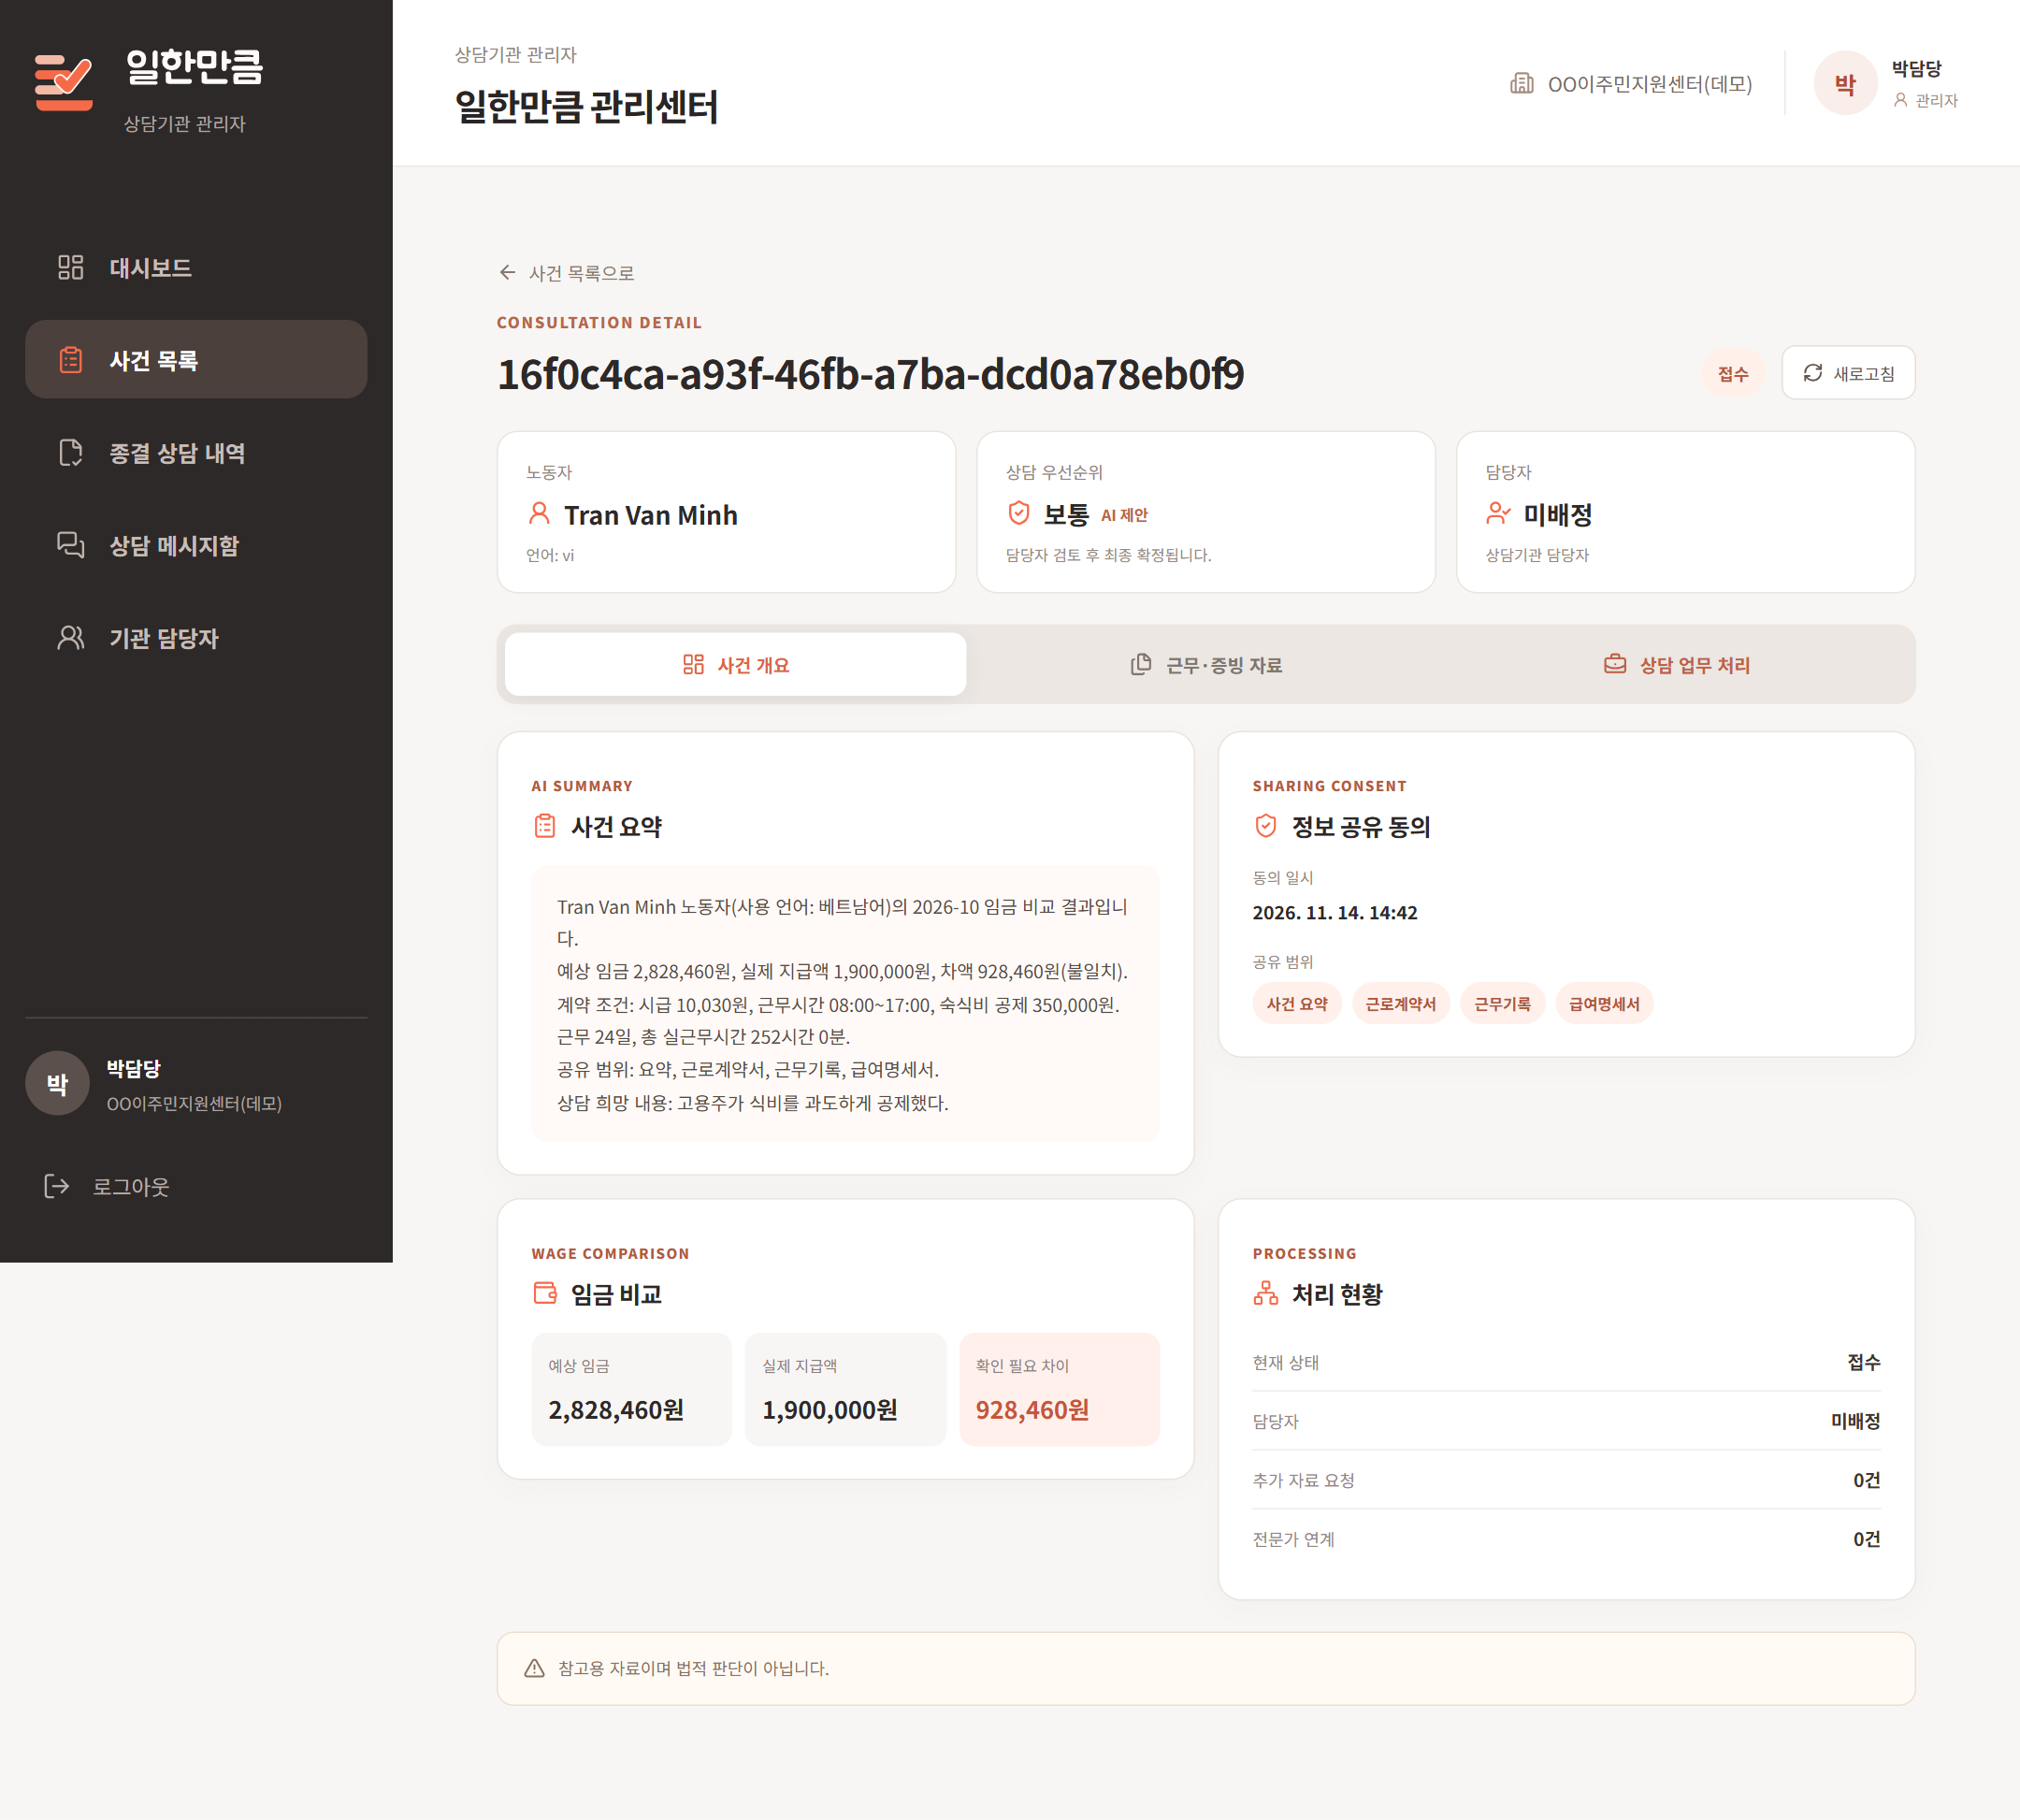 일한만큼
상담기관 관리자
대시보드
사건 목록
종결 상담 내역
상담 메시지함
기관 담당자
박
박담당
OO이주민지원센터(데모)
로그아웃
상담기관 관리자
일한만큼 관리센터
OO이주민지원센터(데모)
박
박담당
관리자
사건 목록으로
CONSULTATION DETAIL
16f0c4ca-a93f-46fb-a7ba-dcd0a78eb0f9
접수
새로고침
노동자
Tran Van Minh
언어: vi
상담 우선순위
보통 AI 제안
담당자 검토 후 최종 확정됩니다.
담당자
미배정
상담기관 담당자
사건 개요
근무·증빙 자료
상담 업무 처리
AI SUMMARY
사건 요약
Tran Van Minh 노동자(사용 언어: 베트남어)의 2026-10 임금 비교 결과입니
다.
예상 임금 2,828,460원, 실제 지급액 1,900,000원, 차액 928,460원(불일치).
계약 조건: 시급 10,030원, 근무시간 08:00~17:00, 숙식비 공제 350,000원.
근무 24일, 총 실근무시간 252시간 0분.
공유 범위: 요약, 근로계약서, 근무기록, 급여명세서.
상담 희망 내용: 고용주가 식비를 과도하게 공제했다.
SHARING CONSENT
정보 공유 동의
동의 일시
2026. 11. 14. 14:42
공유 범위
사건 요약 근로계약서 근무기록 급여명세서
WAGE COMPARISON
임금 비교
예상 임금
2,828,460원
실제 지급액
1,900,000원
확인 필요 차이
928,460원
PROCESSING
처리 현황
현재 상태 접수
담당자 미배정
추가 자료 요청 0건
전문가 연계 0건
참고용 자료이며 법적 판단이 아닙니다.